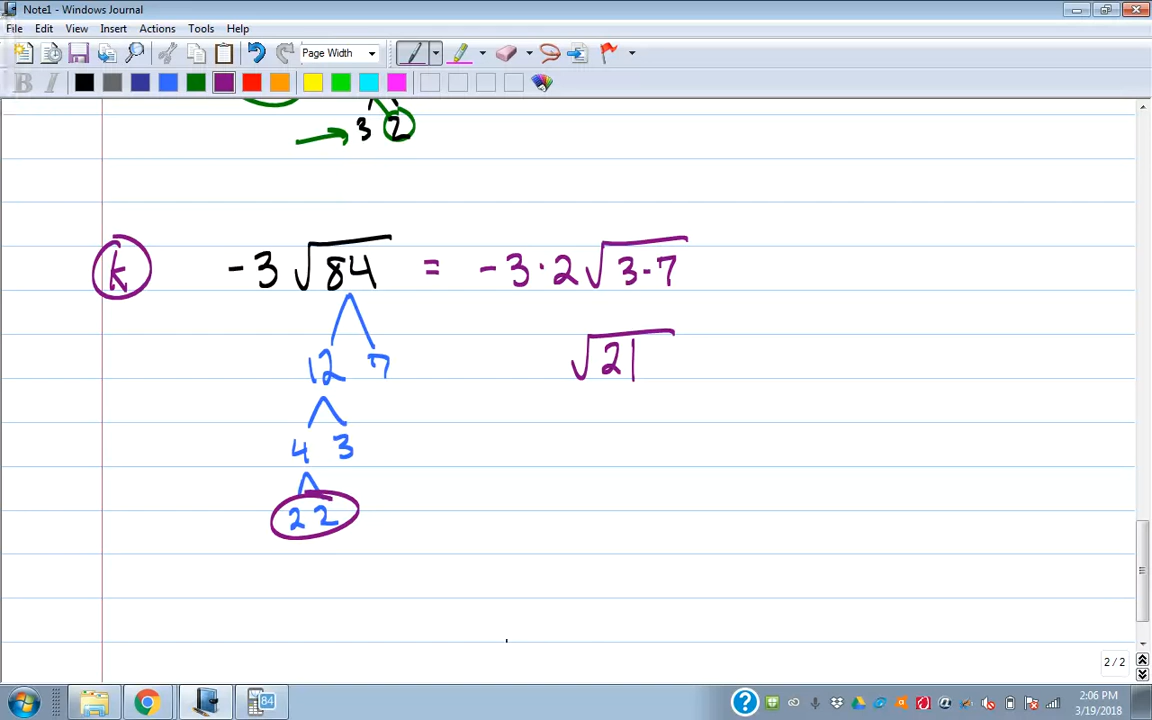 Note1 - Windows Journal
File Edit View Insert Actions Tools Help
Page Width
B I
3 2
k -3 √84 = -3·2 √3·7
12 7 √21
4 3
2 2
2 / 2
84
2:06 PM
3/19/2018